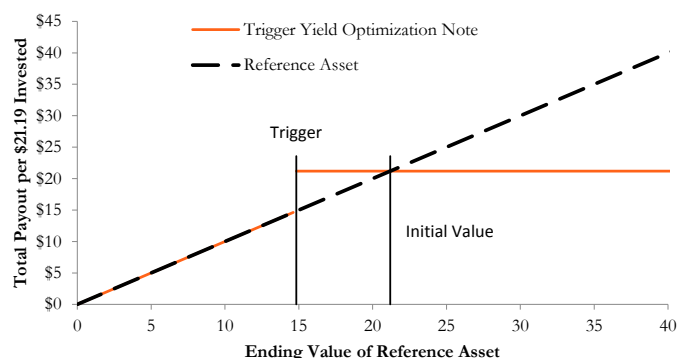 Total Payout per $21.19 Invested
$45
$40
$35
$30
$25
$20
$15
$10
$5
$0
Trigger Yield Optimization Note
Reference Asset
Trigger
Initial Value
0 5 10 15 20 25 30 35 40
Ending Value of Reference Asset